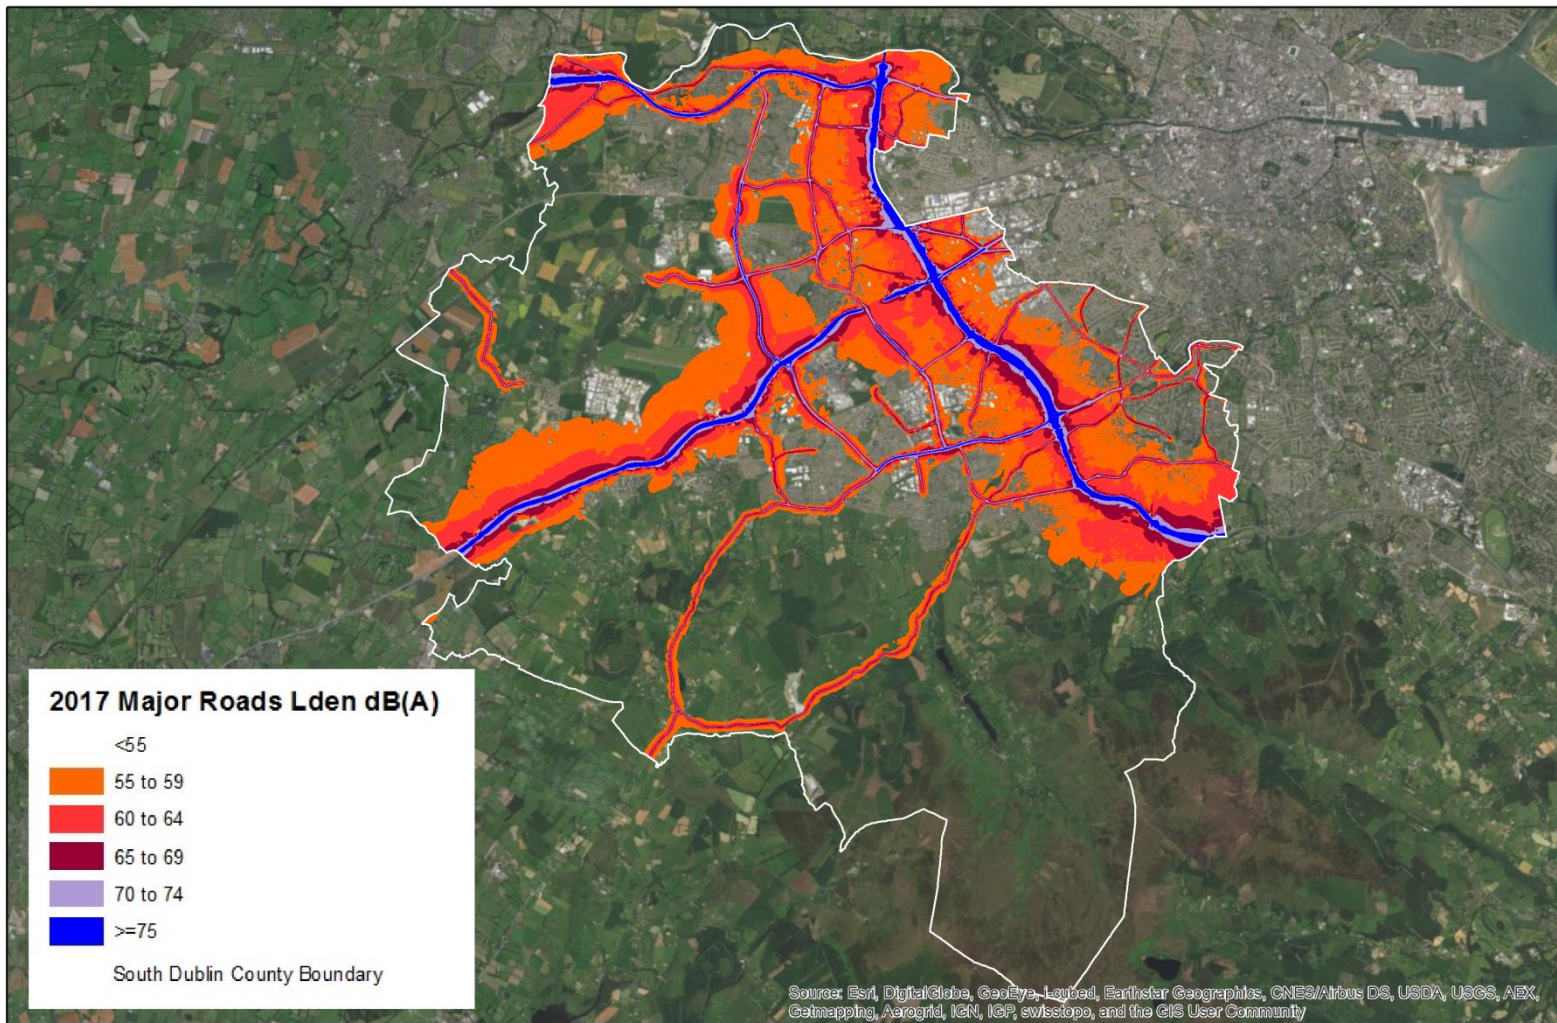 2017 Major Roads Lden dB(A)
<55
55 to 59
60 to 64
65 to 69
70 to 74
>=75
South Dublin County Boundary
Source: Esri, DigitalGlobe, GeoEye, i-cubed, Earthstar Geographics, CNES/Airbus DS, USDA, USGS, AEX,
Getmapping, Aerogrid, IGN, IGP, swisstopo, and the GIS User Community